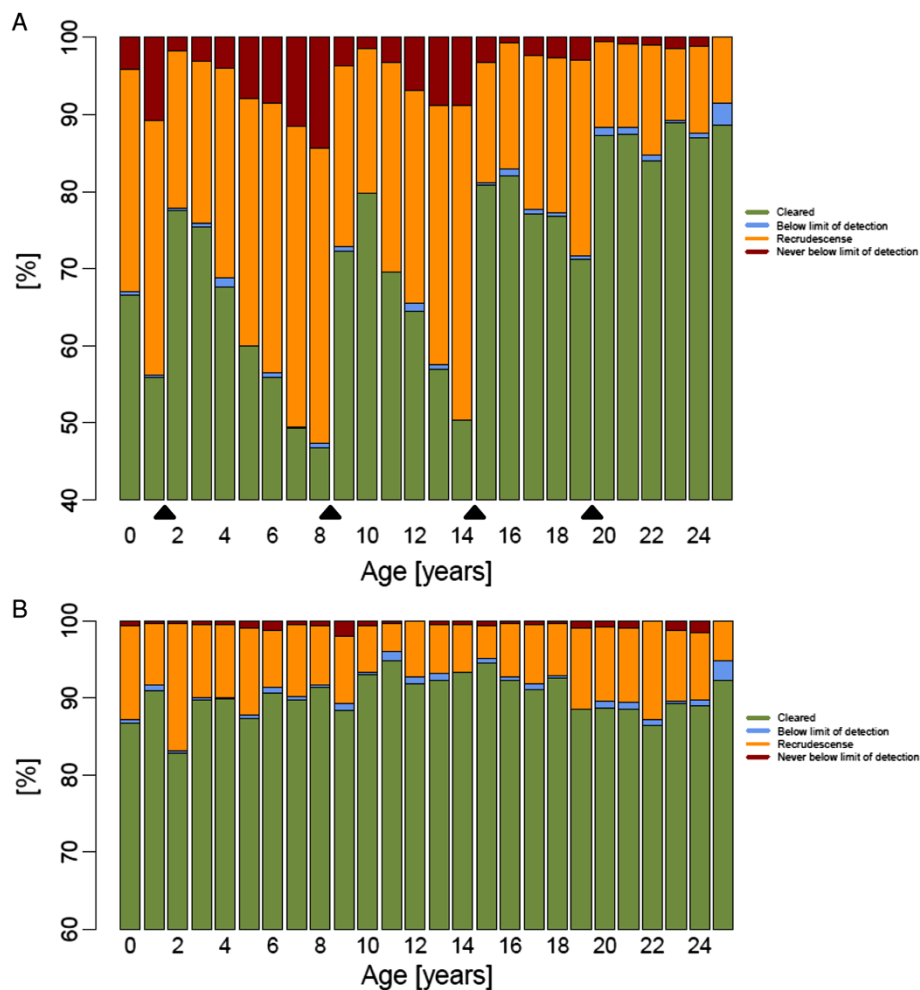 A
100
90
80
70
60
50
40
[%]
Cleared
Below limit of detection
Recrudescense
Never below limit of detection
0 2 4 6 8 10 12 14 16 18 20 22 24
Age [years]
B
100
90
80
70
60
[%]
Cleared
Below limit of detection
Recrudescense
Never below limit of detection
0 2 4 6 8 10 12 14 16 18 20 22 24
Age [years]